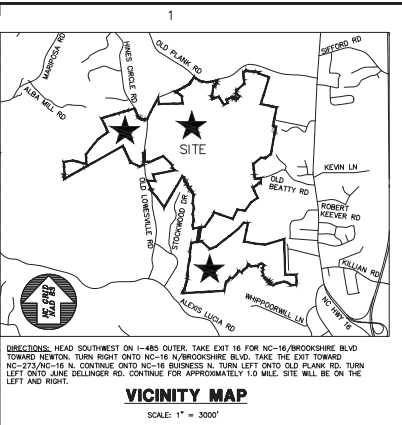 1
MARIPOSA RD
HINES CIRCLE RD
OLD PLANK RD
SIFFORD RD
ALBA MILL RD
SITE
KEVIN LN
OLD
BEATTY RD
OLD LOWESVILLE RD
STOCKWOOD DR
ROBERT
KEEVER RD
KILLIAN RD
NC GRID
NAD 83
ALEXIS LUCIA RD
WHIPPOORWILL LN
NC HWY 16
DIRECTIONS: HEAD SOUTHWEST ON I-485 OUTER. TAKE EXIT 16 FOR NC-16/BROOKSHIRE BLVD
TOWARD NEWTON. TURN RIGHT ONTO NC-16 N/BROOKSHIRE BLVD. TAKE THE EXIT TOWARD
NC-273/NC-16 N. CONTINUE ONTO NC-16 BUISNESS N. TURN LEFT ONTO OLD PLANK RD. TURN
LEFT ONTO JUNE DELLINGER RD. CONTINUE FOR APPROXIMATELY 1.0 MILE. SITE WILL BE ON THE
LEFT AND RIGHT.
VICINITY MAP
SCALE: 1" = 3000'